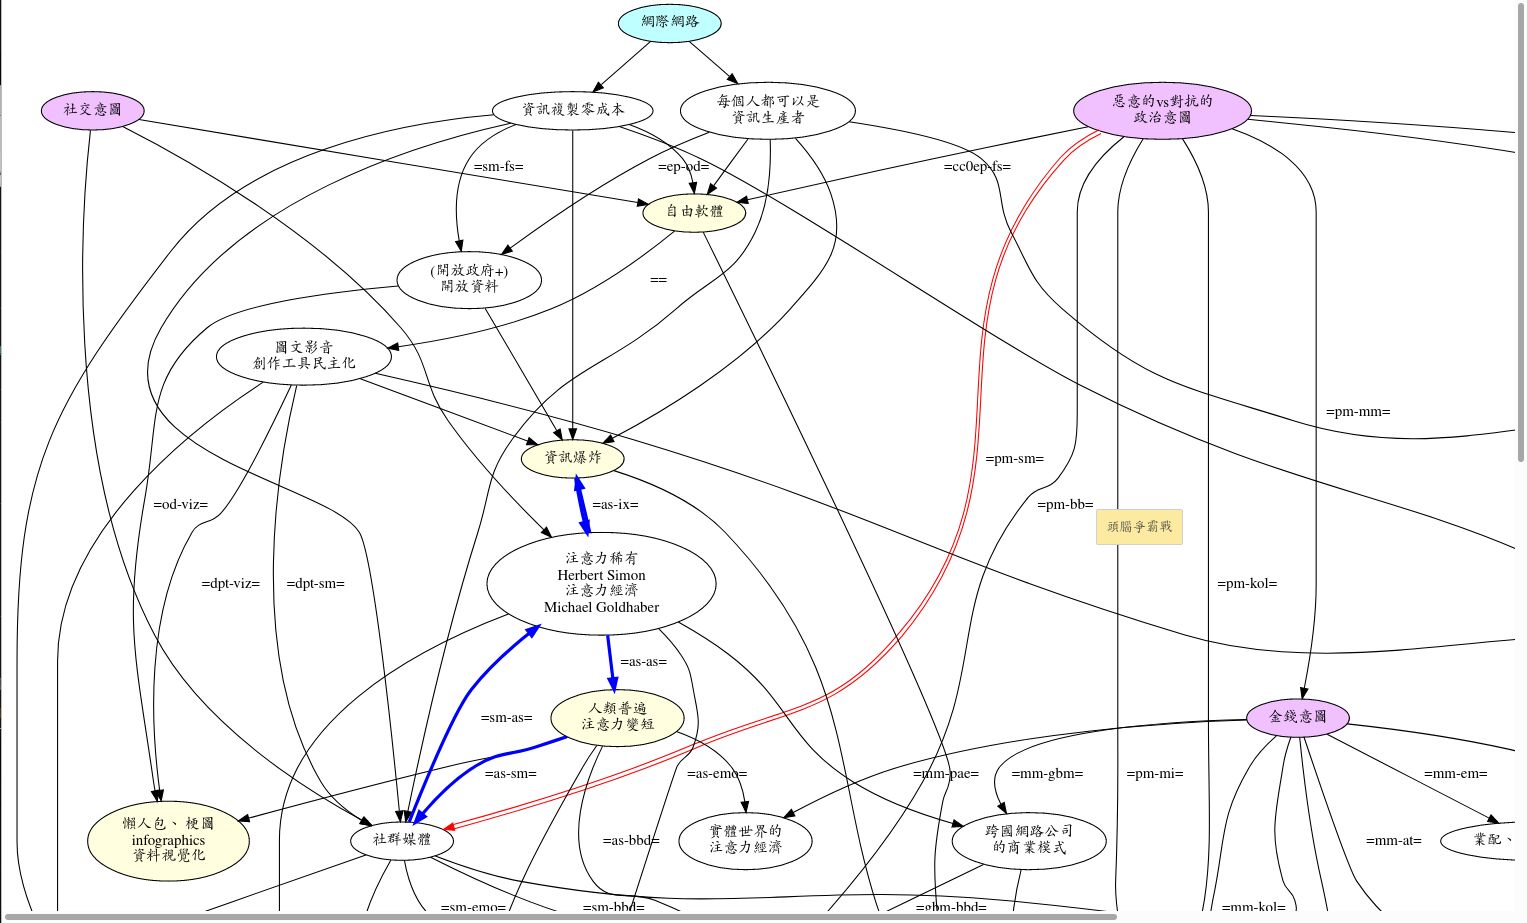 網際網路
社交意圖
資訊複製零成本
每個人都可以是
資訊生產者
惡意的vs對抗的
政治意圖
=sm-fs=
=ep-od=
=cc0ep-fs=
自由軟體
(開放政府+)
開放資料
==
圖文影音
創作工具民主化
=pm-mm=
資訊爆炸
=pm-sm=
=od-viz=
=as-ix=
=pm-bb=
頭腦爭霸戰
注意力稀有
Herbert Simon
注意力經濟
Michael Goldhaber
=dpt-viz=
=dpt-sm=
=pm-kol=
=as-as=
人類普遍
注意力變短
=sm-as=
金錢意圖
=as-sm=
=as-emo=
=mm-pae=
=mm-gbm=
=pm-mi=
=mm-em=
懶人包、梗圖
infographics
資料視覺化
社群媒體
=as-bbd=
實體世界的
注意力經濟
跨國網路公司
的商業模式
=mm-at=
業配、
=sm-emo=
=sm-bbd=
=gbm-bbd=
=mm-kol=